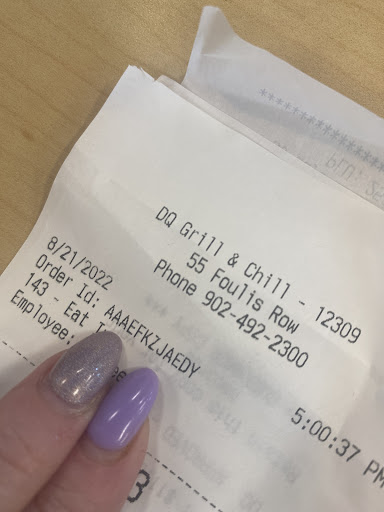 DQ Grill & Chill - 12309
55 Foulis Row
Phone 902-492-2300
8/21/2022
5:00:37 PM
Order Id: AAAEFKZJAEDY
143 - Eat
Employee: